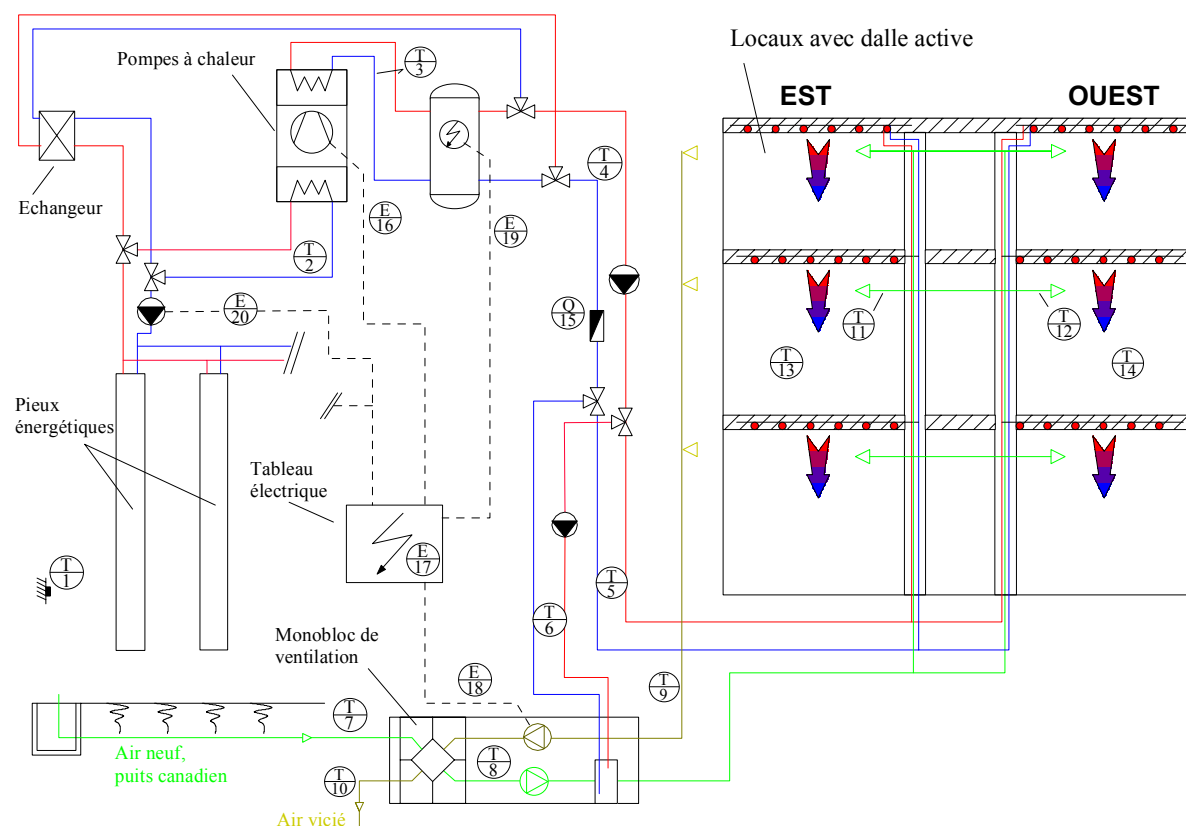 Locaux avec dalle active
Pompes à chaleur
T
3
EST
OUEST
Echangeur
T
4
E
16
E
19
T
2
E
20
Q
15
T
11
T
12
T
13
T
14
Pieux
énergétiques
Tableau
électrique
E
17
T
1
T
5
T
6
Monobloc de
ventilation
E
18
T
9
T
7
Air neuf,
puits canadien
T
8
T
10
Air vicié